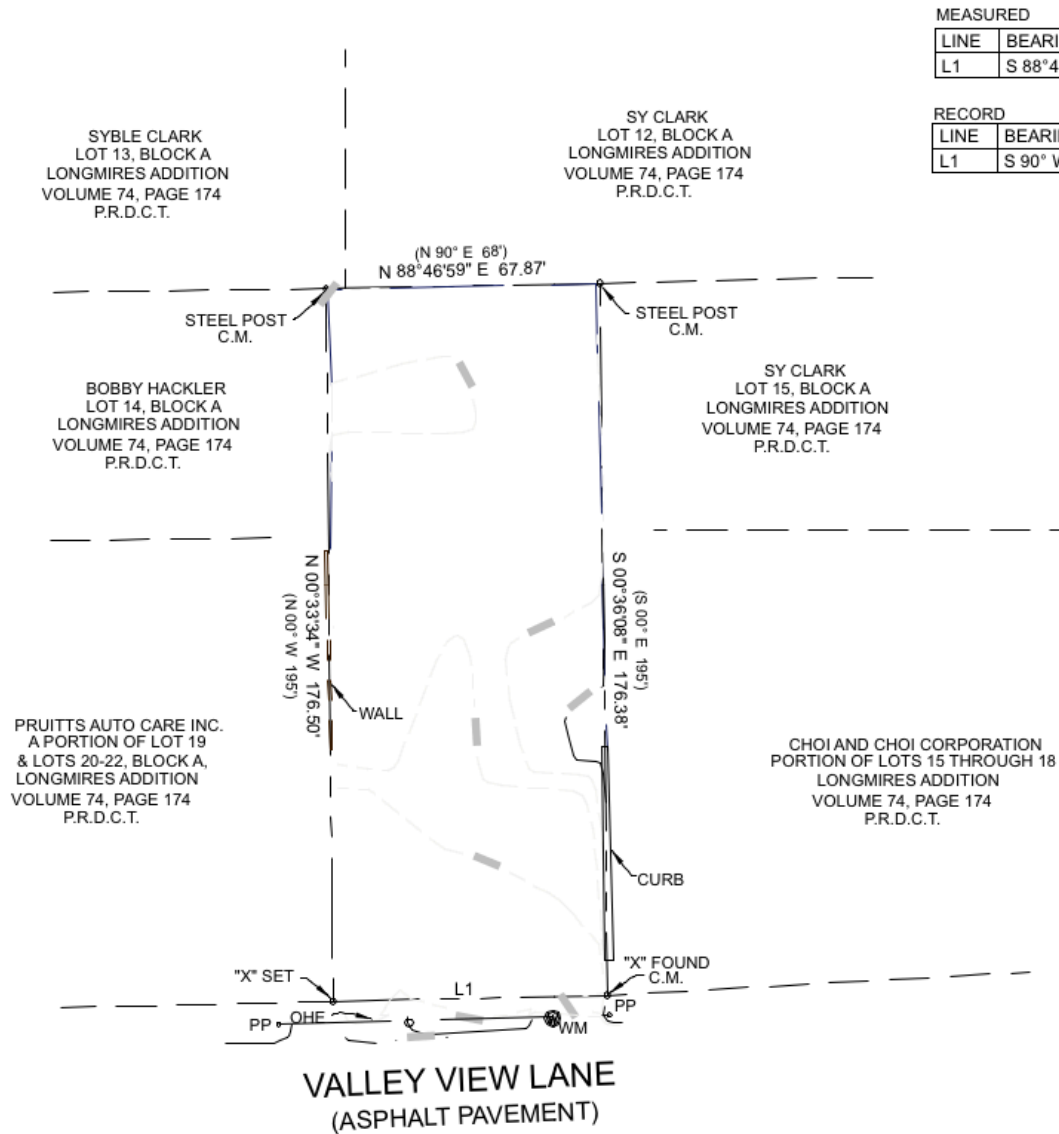 MEASURED
LINE BEARI
L1 S 88°4
RECORD
LINE BEARI
L1 S 90° W
SYBLE CLARK
LOT 13, BLOCK A
LONGMIRES ADDITION
VOLUME 74, PAGE 174
P.R.D.C.T.
SY CLARK
LOT 12, BLOCK A
LONGMIRES ADDITION
VOLUME 74, PAGE 174
P.R.D.C.T.
(N 90° E 68')
N 88°46'59" E 67.87'
STEEL POST
C.M.
STEEL POST
C.M.
BOBBY HACKLER
LOT 14, BLOCK A
LONGMIRES ADDITION
VOLUME 74, PAGE 174
P.R.D.C.T.
SY CLARK
LOT 15, BLOCK A
LONGMIRES ADDITION
VOLUME 74, PAGE 174
P.R.D.C.T.
N 00°33'34" W 176.50'
(N 00° W 195')
(S 00° E 195')
S 00°36'08" E 176.38'
WALL
PRUITTS AUTO CARE INC.
A PORTION OF LOT 19
& LOTS 20-22, BLOCK A,
LONGMIRES ADDITION
VOLUME 74, PAGE 174
P.R.D.C.T.
CHOI AND CHOI CORPORATION
PORTION OF LOTS 15 THROUGH 18
LONGMIRES ADDITION
VOLUME 74, PAGE 174
P.R.D.C.T.
CURB
"X" SET
L1
"X" FOUND
C.M.
PP
OHE
WM
PP
VALLEY VIEW LANE
(ASPHALT PAVEMENT)